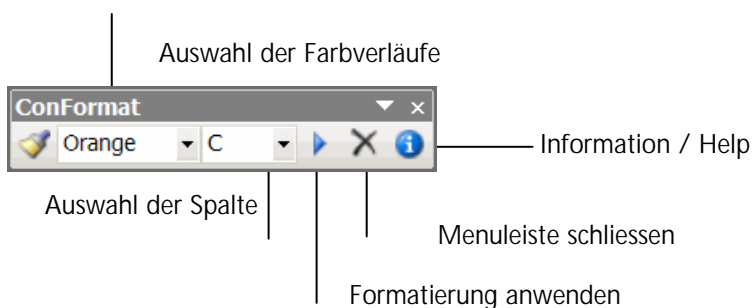 Auswahl der Farbverläufe
ConFormat
Orange C
Information / Help
Auswahl der Spalte
Menuleiste schliessen
Formatierung anwenden